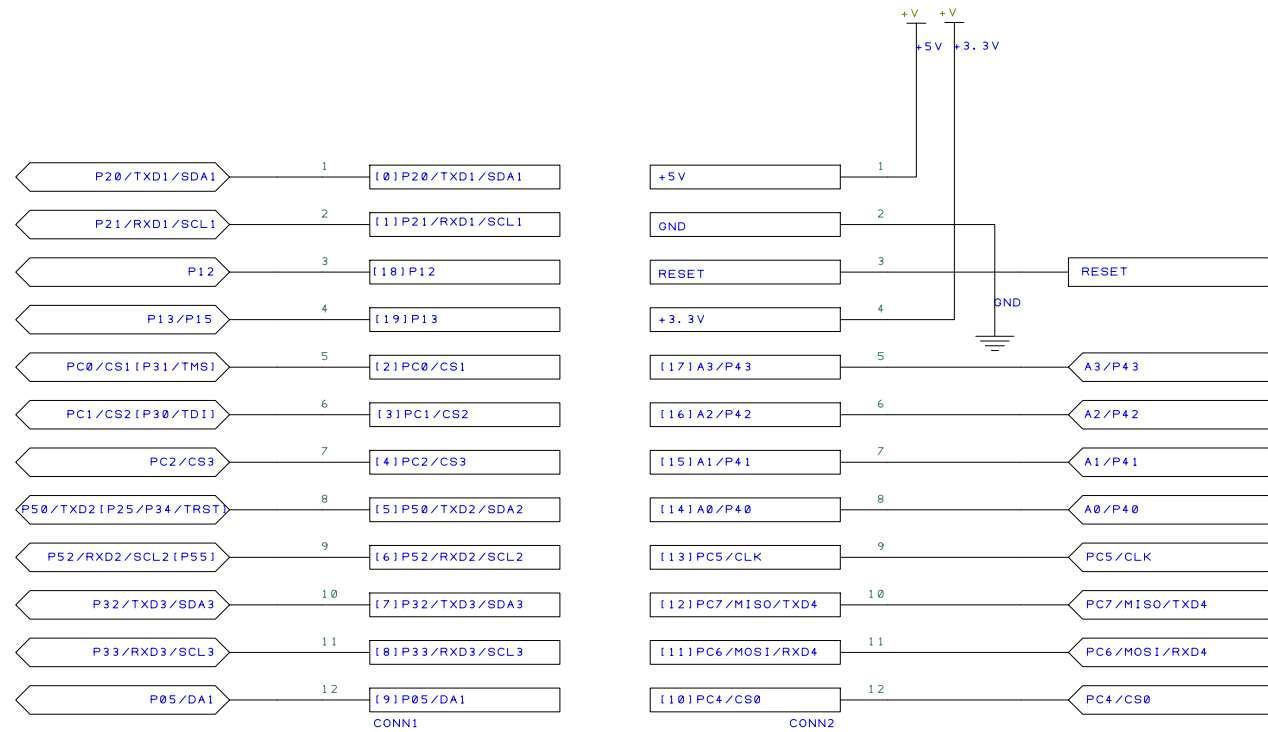 +V +V
+5V +3.3V
P20/TXD1/SDA1 1 [0]P20/TXD1/SDA1 +5V 1
P21/RXD1/SCL1 2 [1]P21/RXD1/SCL1 GND 2
P12 3 [18]P12 RESET 3 RESET
GND
P13/P15 4 [19]P13 +3.3V 4
PC0/CS1[P31/TMS] 5 [2]PC0/CS1 [17]A3/P43 5 A3/P43
PC1/CS2[P30/TDI] 6 [3]PC1/CS2 [16]A2/P42 6 A2/P42
PC2/CS3 7 [4]PC2/CS3 [15]A1/P41 7 A1/P41
P50/TXD2[P25/P34/TRST] 8 [5]P50/TXD2/SDA2 [14]A0/P40 8 A0/P40
P52/RXD2/SCL2[P55] 9 [6]P52/RXD2/SCL2 [13]PC5/CLK 9 PC5/CLK
P32/TXD3/SDA3 10 [7]P32/TXD3/SDA3 [12]PC7/MISO/TXD4 10 PC7/MISO/TXD4
P33/RXD3/SCL3 11 [8]P33/RXD3/SCL3 [11]PC6/MOSI/RXD4 11 PC6/MOSI/RXD4
P05/DA1 12 [9]P05/DA1 [10]PC4/CS0 12 PC4/CS0
CONN1 CONN2